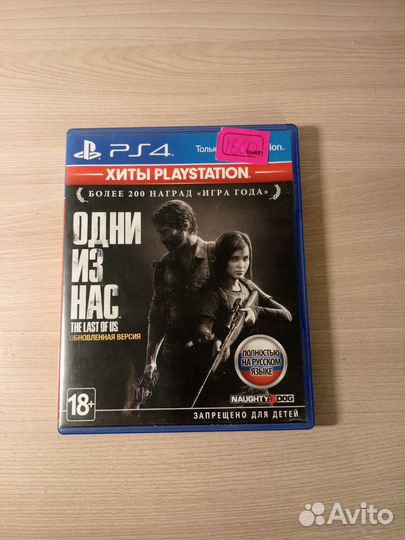 PS4
Только
ХИТЫ PLAYSTATION
БОЛЕЕ 200 НАГРАД «ИГРА ГОДА»
ОДНИ
ИЗ
НАС
THE LAST OF US
ОБНОВЛЕННАЯ ВЕРСИЯ
ПОЛНОСТЬЮ
НА РУССКОМ
ЯЗЫКЕ
18+
NAUGHTY DOG
ЗАПРЕЩЕНО ДЛЯ ДЕТЕЙ
Avito